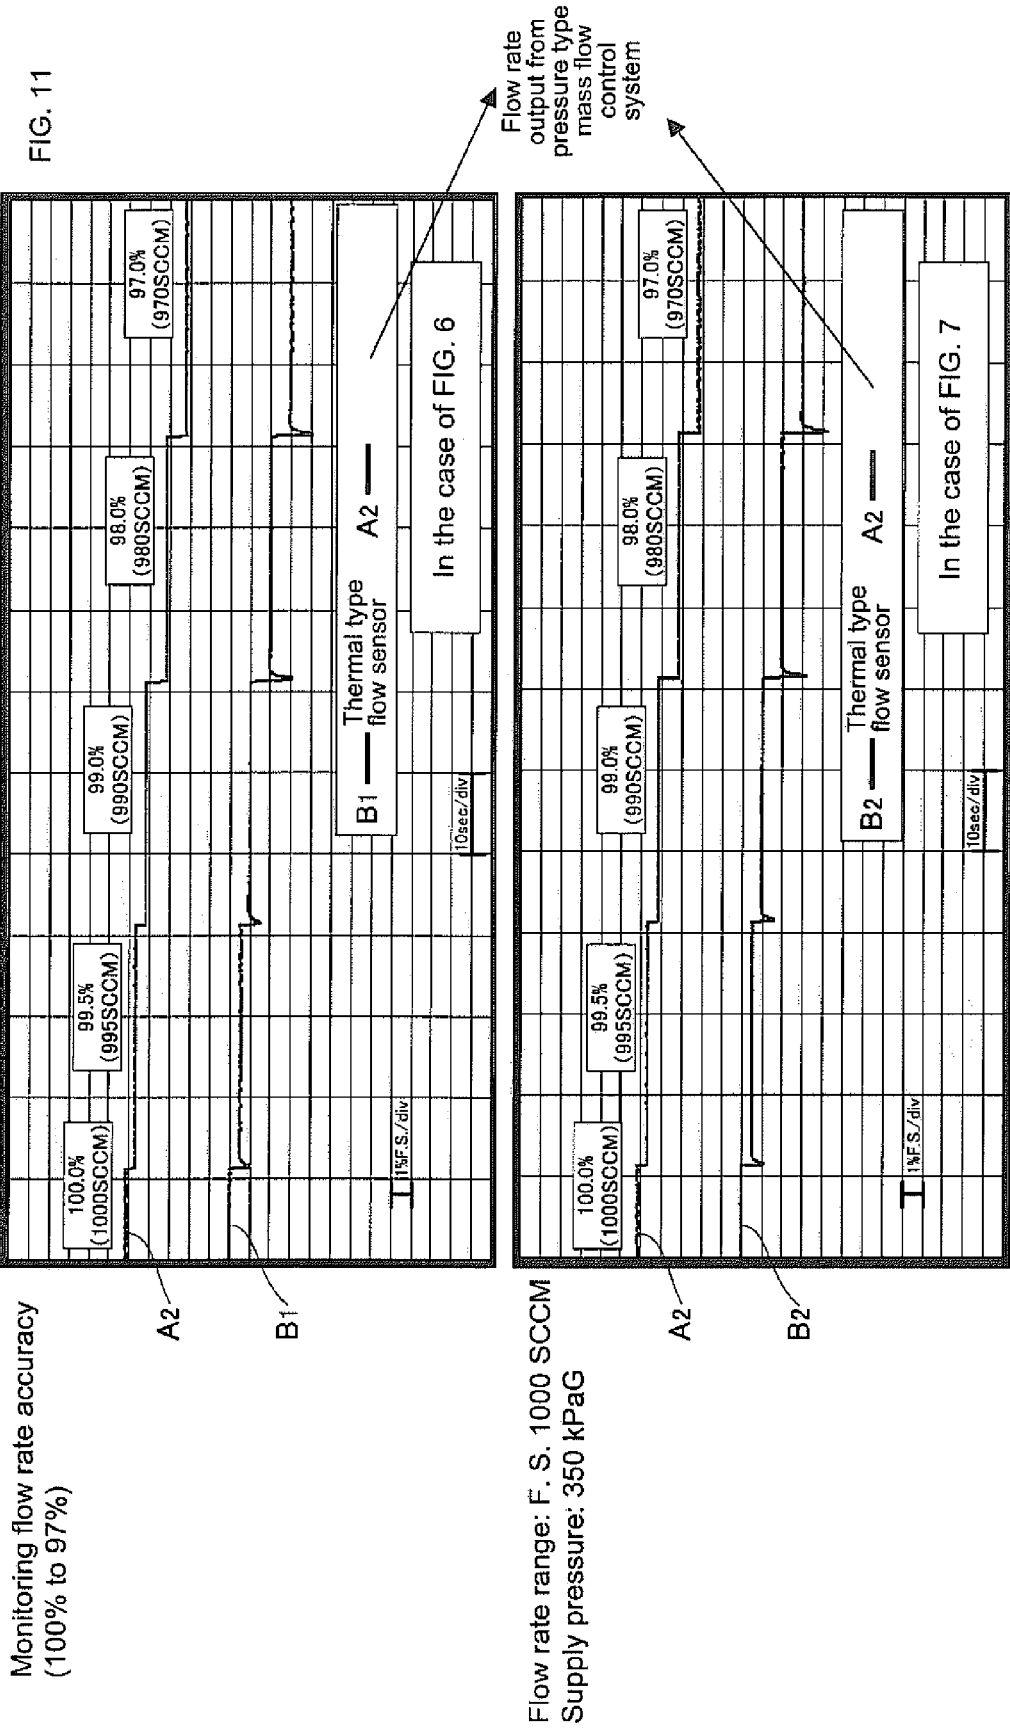 FIG. 11
Monitoring flow rate accuracy
(100% to 97%)
100.0%
(1000SCCM)
99.5%
(995SCCM)
99.0%
(990SCCM)
98.0%
(980SCCM)
97.0%
(970SCCM)
A2
B1
1%F.S./div
10sec/div
B1
Thermal type
flow sensor
A2
In the case of FIG. 6
Flow rate
output from
pressure type
mass flow
control
system
Flow rate range: F. S. 1000 SCCM
Supply pressure: 350 kPaG
100.0%
(1000SCCM)
99.5%
(995SCCM)
99.0%
(990SCCM)
98.0%
(980SCCM)
97.0%
(970SCCM)
A2
B2
1%F.S./div
10sec/div
B2
Thermal type
flow sensor
A2
In the case of FIG. 7